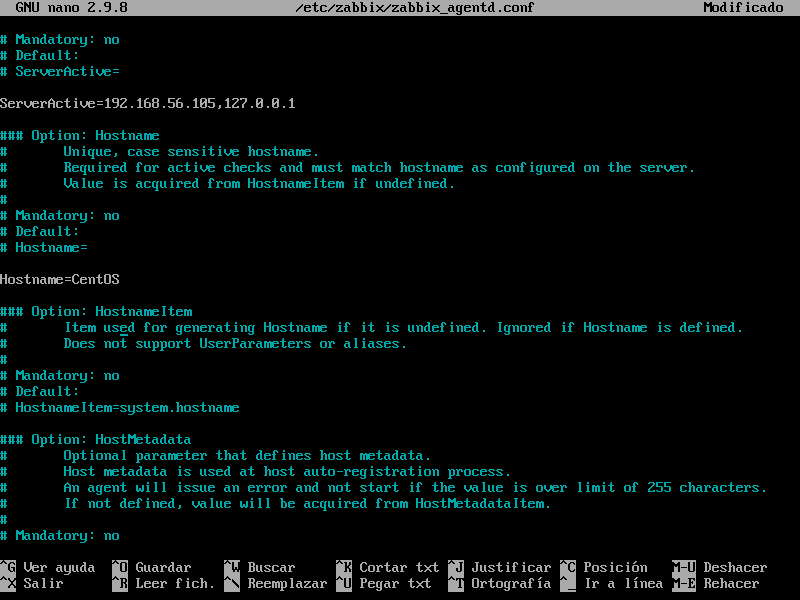 GNU nano 2.9.8 /etc/zabbix/zabbix_agentd.conf Modificado
# Mandatory: no
# Default:
# ServerActive=
ServerActive=192.168.56.105,127.0.0.1
### Option: Hostname
# Unique, case sensitive hostname.
# Required for active checks and must match hostname as configured on the server.
# Value is acquired from HostnameItem if undefined.
#
# Mandatory: no
# Default:
# Hostname=
Hostname=CentOS
### Option: HostnameItem
# Item used for generating Hostname if it is undefined. Ignored if Hostname is defined.
# Does not support UserParameters or aliases.
#
# Mandatory: no
# Default:
# HostnameItem=system.hostname
### Option: HostMetadata
# Optional parameter that defines host metadata.
# Host metadata is used at host auto-registration process.
# An agent will issue an error and not start if the value is over limit of 255 characters.
# If not defined, value will be acquired from HostMetadataItem.
#
# Mandatory: no
^G Ver ayuda ^O Guardar ^W Buscar ^K Cortar txt ^J Justificar ^C Posición M-U Deshacer
^X Salir ^R Leer fich. ^\ Reemplazar ^U Pegar txt ^T Ortografía ^_ Ir a línea M-E Rehacer